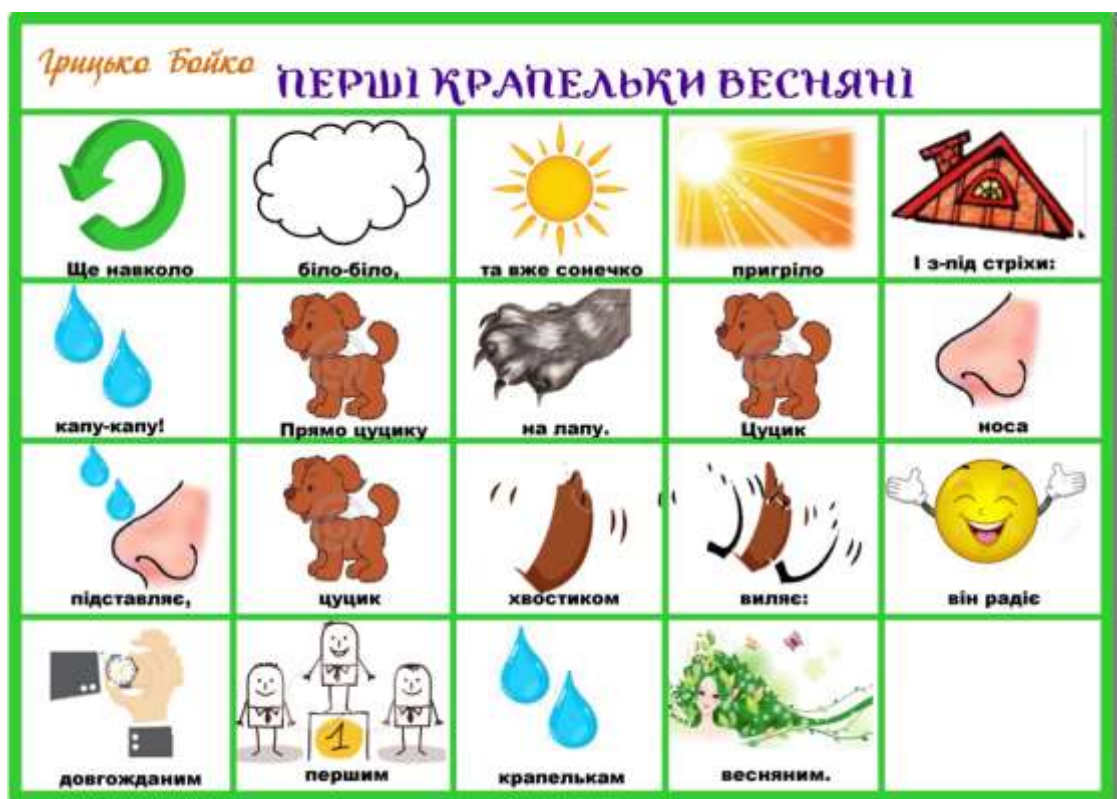 Грицько Бойко
ПЕРШІ КРАПЕЛЬКИ ВЕСНЯНІ
Ще навколо
біло-біло,
та вже сонечко
пригріло
І з-під стріхи:
капу-капу!
Прямо цуцику
на лапу.
Цуцик
носа
підставляє,
цуцик
хвостиком
виляє:
він радіє
довгожданим
1
першим
крапелькам
весняним.